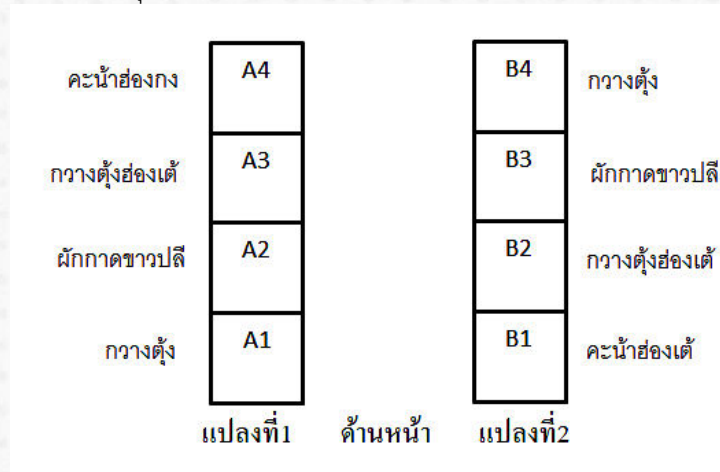 คะน้าฮ่องกง A4 B4 กวางตุ้ง
กวางตุ้งฮ่องเต้ A3 B3 ผักกาดขาวปลี
ผักกาดขาวปลี A2 B2 กวางตุ้งฮ่องเต้
กวางตุ้ง A1 B1 คะน้าฮ่องเต้
แปลงที่1 ด้านหน้า แปลงที่2